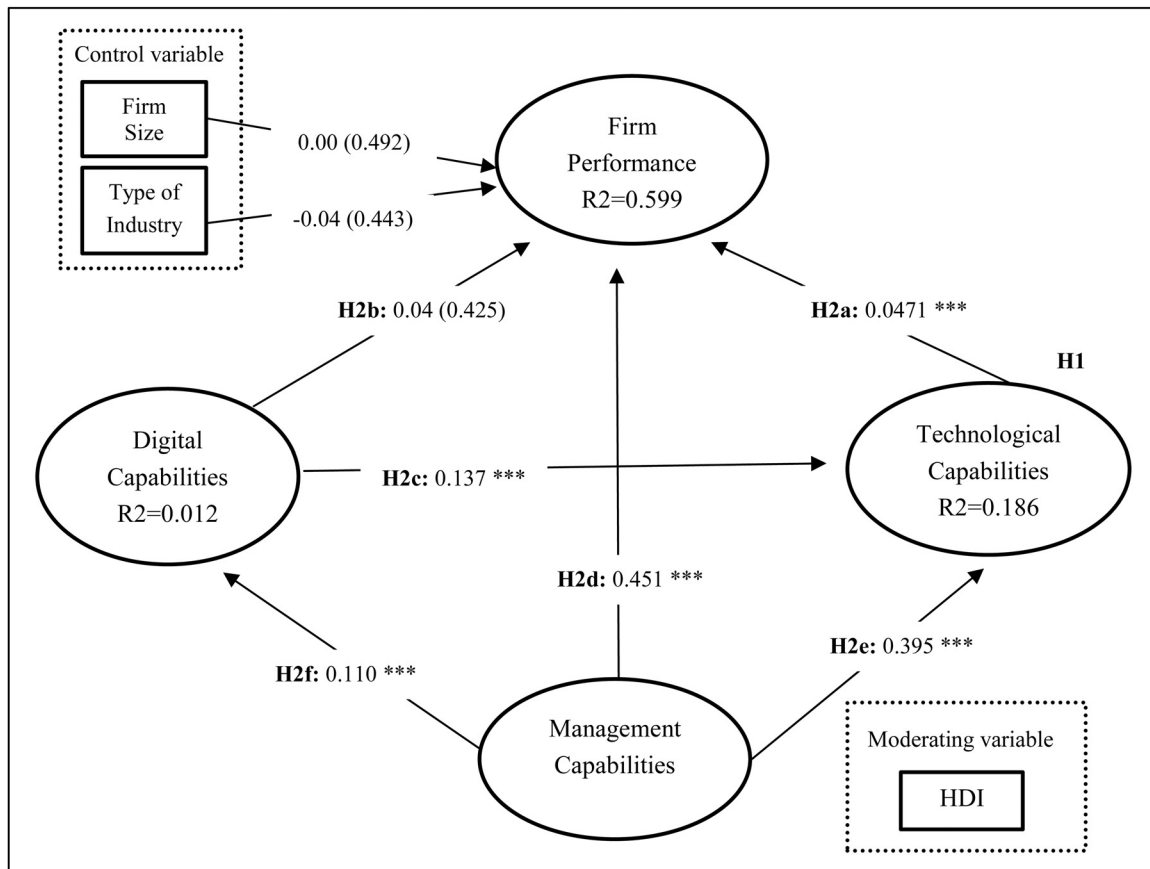 Control variable
Firm
Size
Type of
Industry
0.00 (0.492)
-0.04 (0.443)
Firm
Performance
R2=0.599
H2b: 0.04 (0.425)
H2a: 0.0471 ***
H1
Digital
Capabilities
R2=0.012
H2c: 0.137 ***
Technological
Capabilities
R2=0.186
H2d: 0.451 ***
H2f: 0.110 ***
H2e: 0.395 ***
Management
Capabilities
Moderating variable
HDI